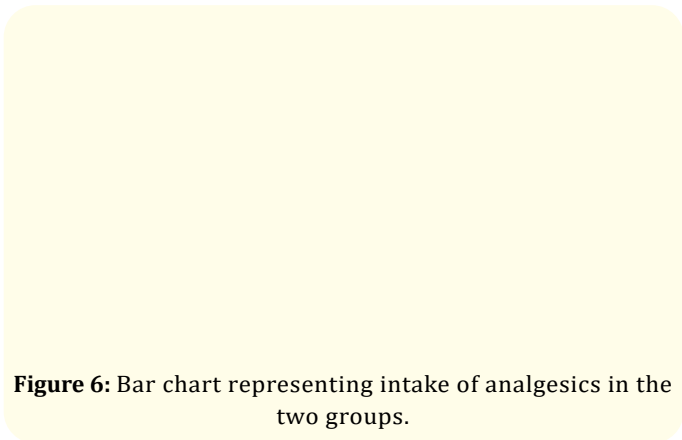 Figure 6: Bar chart representing intake of analgesics in the
two groups.